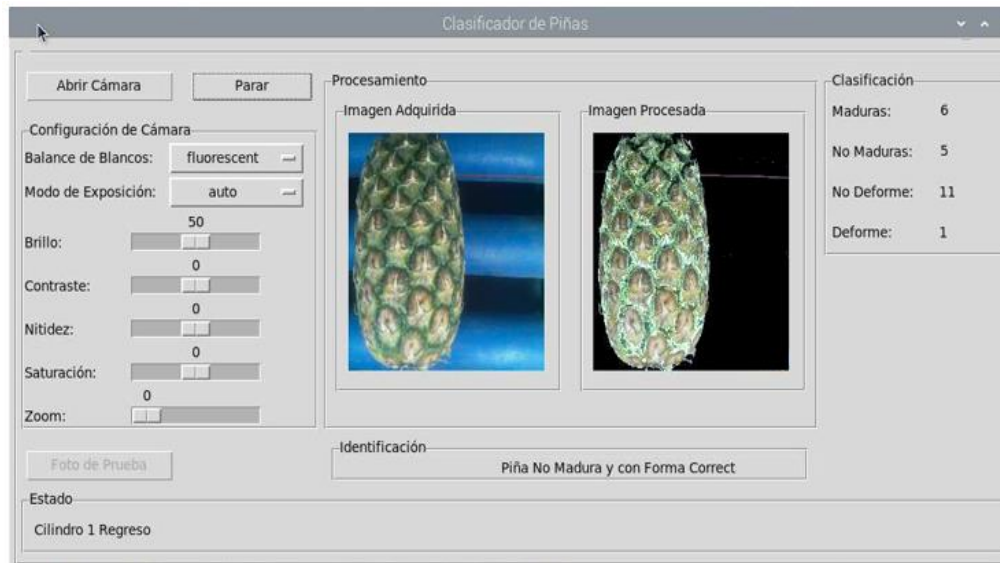 Clasificador de Piñas
Abrir Cámara
Parar
Configuración de Cámara
Balance de Blancos: fluorescent
Modo de Exposición: auto
50
Brillo:
0
Contraste:
0
Nitidez:
0
Saturación:
0
Zoom:
Foto de Prueba
Procesamiento
Imagen Adquirida
Imagen Procesada
Identificación
Piña No Madura y con Forma Correct
Clasificación
Maduras: 6
No Maduras: 5
No Deforme: 11
Deforme: 1
Estado
Cilindro 1 Regreso